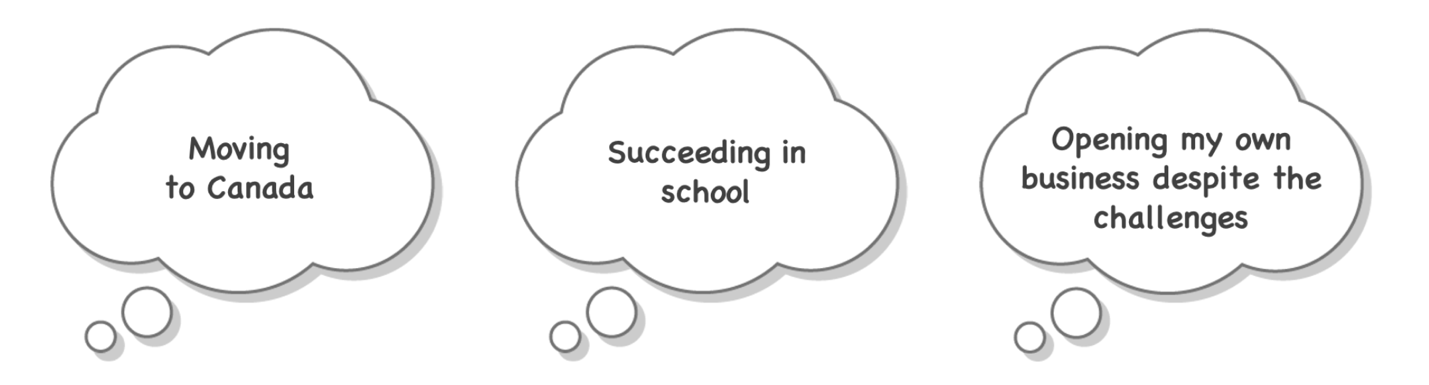 Moving
to Canada
Succeeding in
school
Opening my own
business despite the
challenges